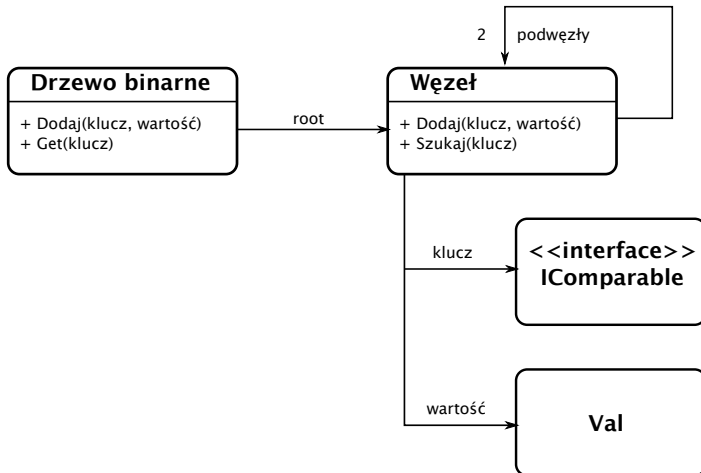 2 podwęzły
Drzewo binarne
+ Dodaj(klucz, wartość)
+ Get(klucz)
root
Węzeł
+ Dodaj(klucz, wartość)
+ Szukaj(klucz)
klucz
<<interface>>
IComparable
wartość
Val